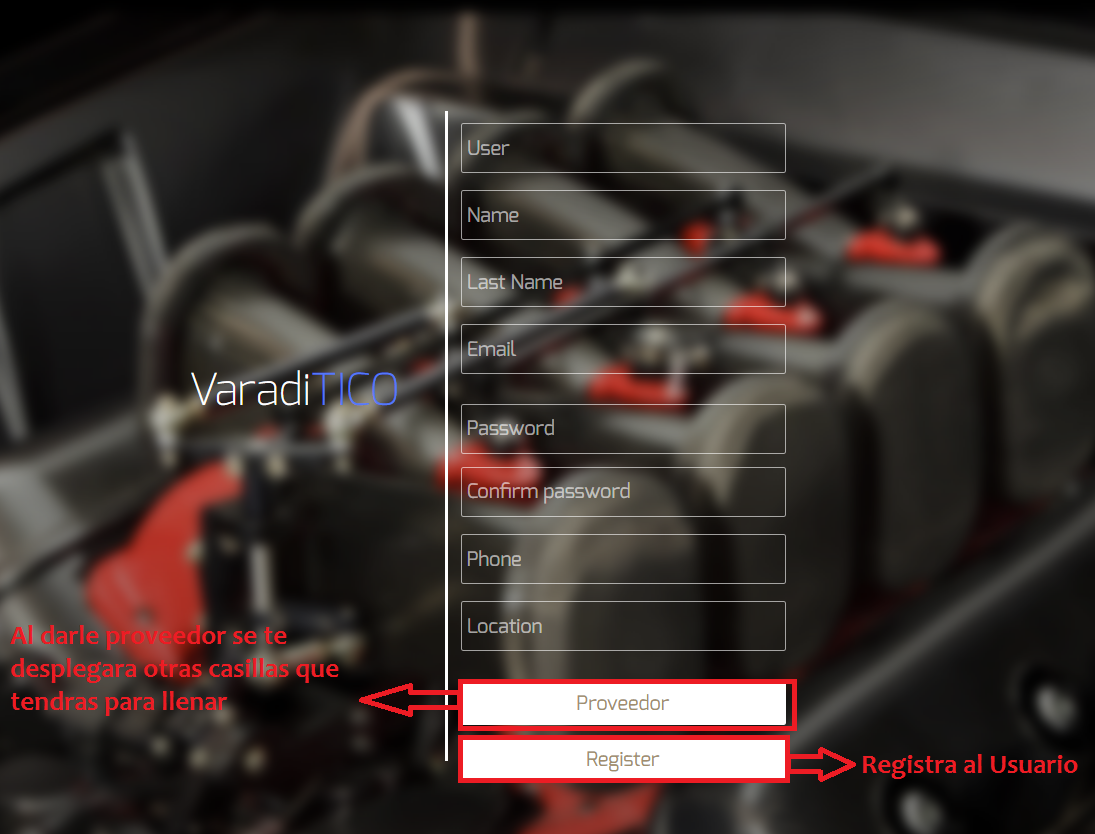 User
Name
Last Name
Email
VaradiTICO
Password
Confirm password
Phone
Location
Al darle proveedor se te
desplegara otras casillas que
tendras para llenar
Proveedor
Register
Registra al Usuario